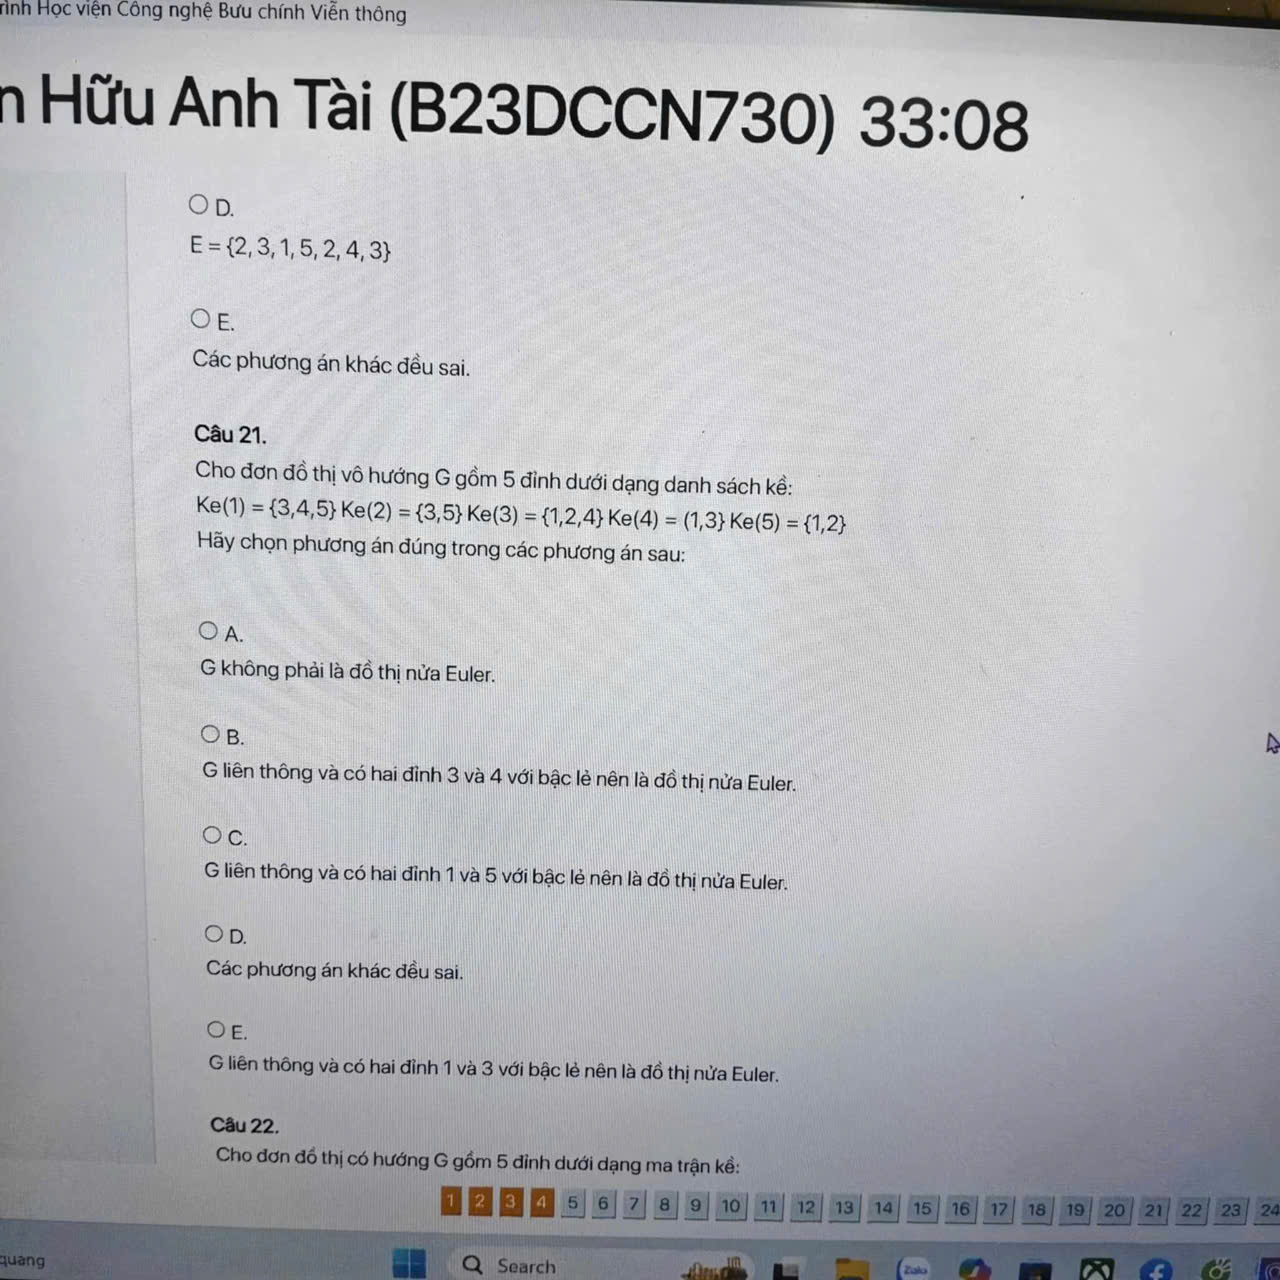 rình Học viện Công nghệ Bưu chính Viễn thông
n Hữu Anh Tài (B23DCCN730) 33:08
D.
E = {2, 3, 1, 5, 2, 4, 3}
E.
Các phương án khác đều sai.
Câu 21.
Cho đơn đồ thị vô hướng G gồm 5 đỉnh dưới dạng danh sách kề:
Ke(1) = {3,4,5} Ke(2) = {3,5} Ke(3) = {1,2,4} Ke(4) = (1,3} Ke(5) = {1,2}
Hãy chọn phương án đúng trong các phương án sau:
A.
G không phải là đồ thị nửa Euler.
B.
G liên thông và có hai đỉnh 3 và 4 với bậc lẻ nên là đồ thị nửa Euler.
C.
G liên thông và có hai đỉnh 1 và 5 với bậc lẻ nên là đồ thị nửa Euler.
D.
Các phương án khác đều sai.
E.
G liên thông và có hai đỉnh 1 và 3 với bậc lẻ nên là đồ thị nửa Euler.
Câu 22.
Cho đơn đồ thị có hướng G gồm 5 đỉnh dưới dạng ma trận kề:
1 2 3 4 5 6 7 8 9 10 11 12 13 14 15 16 17 18 19 20 21 22 23 24
quang
Search
Zalo